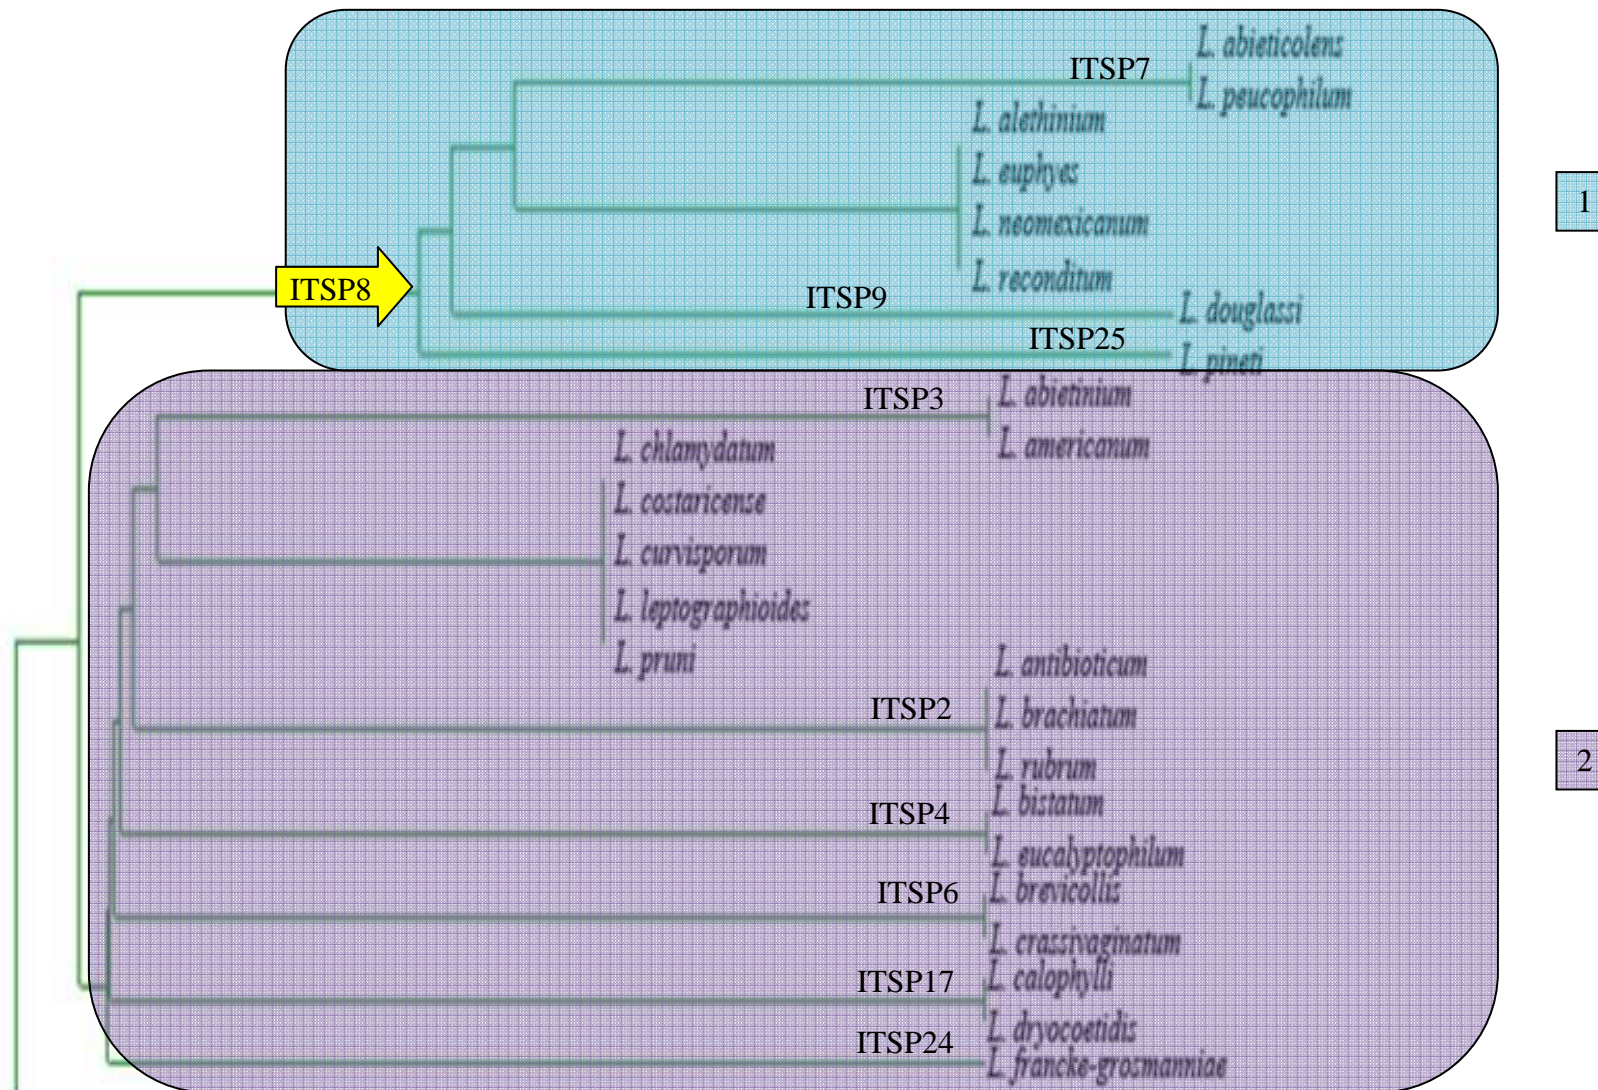 L. abieticolens
ITSP7
L. peucophilum
L. alethinium
L. euphyes
1
L. neomexicanum
L. reconditum
ITSP8
ITSP9
L. douglassi
ITSP25
L. pineti
ITSP3
L. abietinium
L. americanum
L. chlamydatum
L. costaricense
L. curvisporum
L. leptographioides
L. pruni
L. antibioticum
ITSP2
L. brachiatum
2
L. rubrum
L. bistatum
ITSP4
L. eucalyptophilum
ITSP6
L. brevicollis
L. crassivaginatum
ITSP17
L. calophylli
L. dryocoetidis
ITSP24
L. francke-grosmanniae